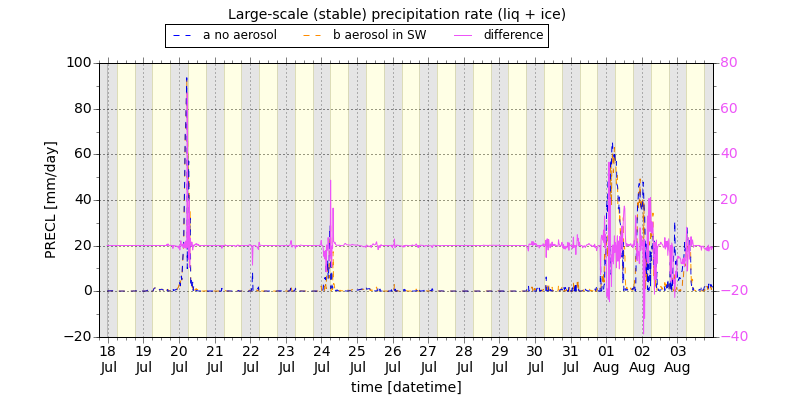 Large-scale (stable) precipitation rate (liq + ice)
a no aerosol b aerosol in SW difference
100 80
80 60
60 40
40 20
20 0
0 −20
−20 −40
PRECL [mm/day]
18 19 20 21 22 23 24 25 26 27 28 29 30 31 01 02 03
Jul Jul Jul Jul Jul Jul Jul Jul Jul Jul Jul Jul Jul Jul Aug Aug Aug
time [datetime]